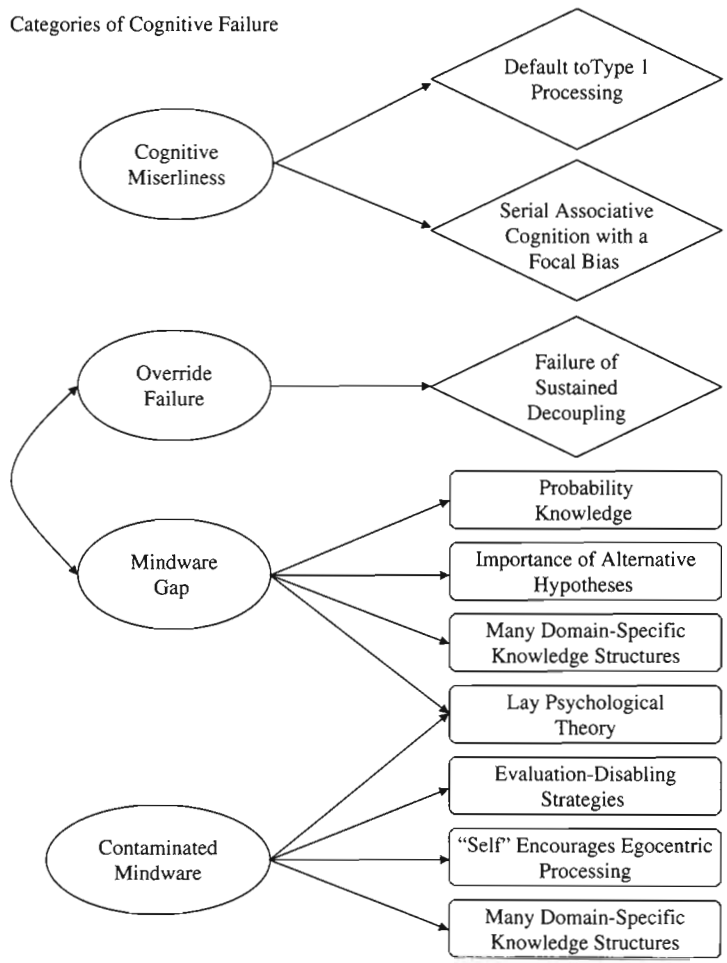 Categories of Cognitive Failure
Default toType 1
Processing
Cognitive
Miserliness
Serial Associative
Cognition with a
Focal Bias
Override
Failure
Failure of
Sustained
Decoupling
Probability
Knowledge
Mindware
Gap
Importance of Alternative
Hypotheses
Many Domain-Specific
Knowledge Structures
Lay Psychological
Theory
Evaluation-Disabling
Strategies
Contaminated
Mindware
“Self” Encourages Egocentric
Processing
Many Domain-Specific
Knowledge Structures